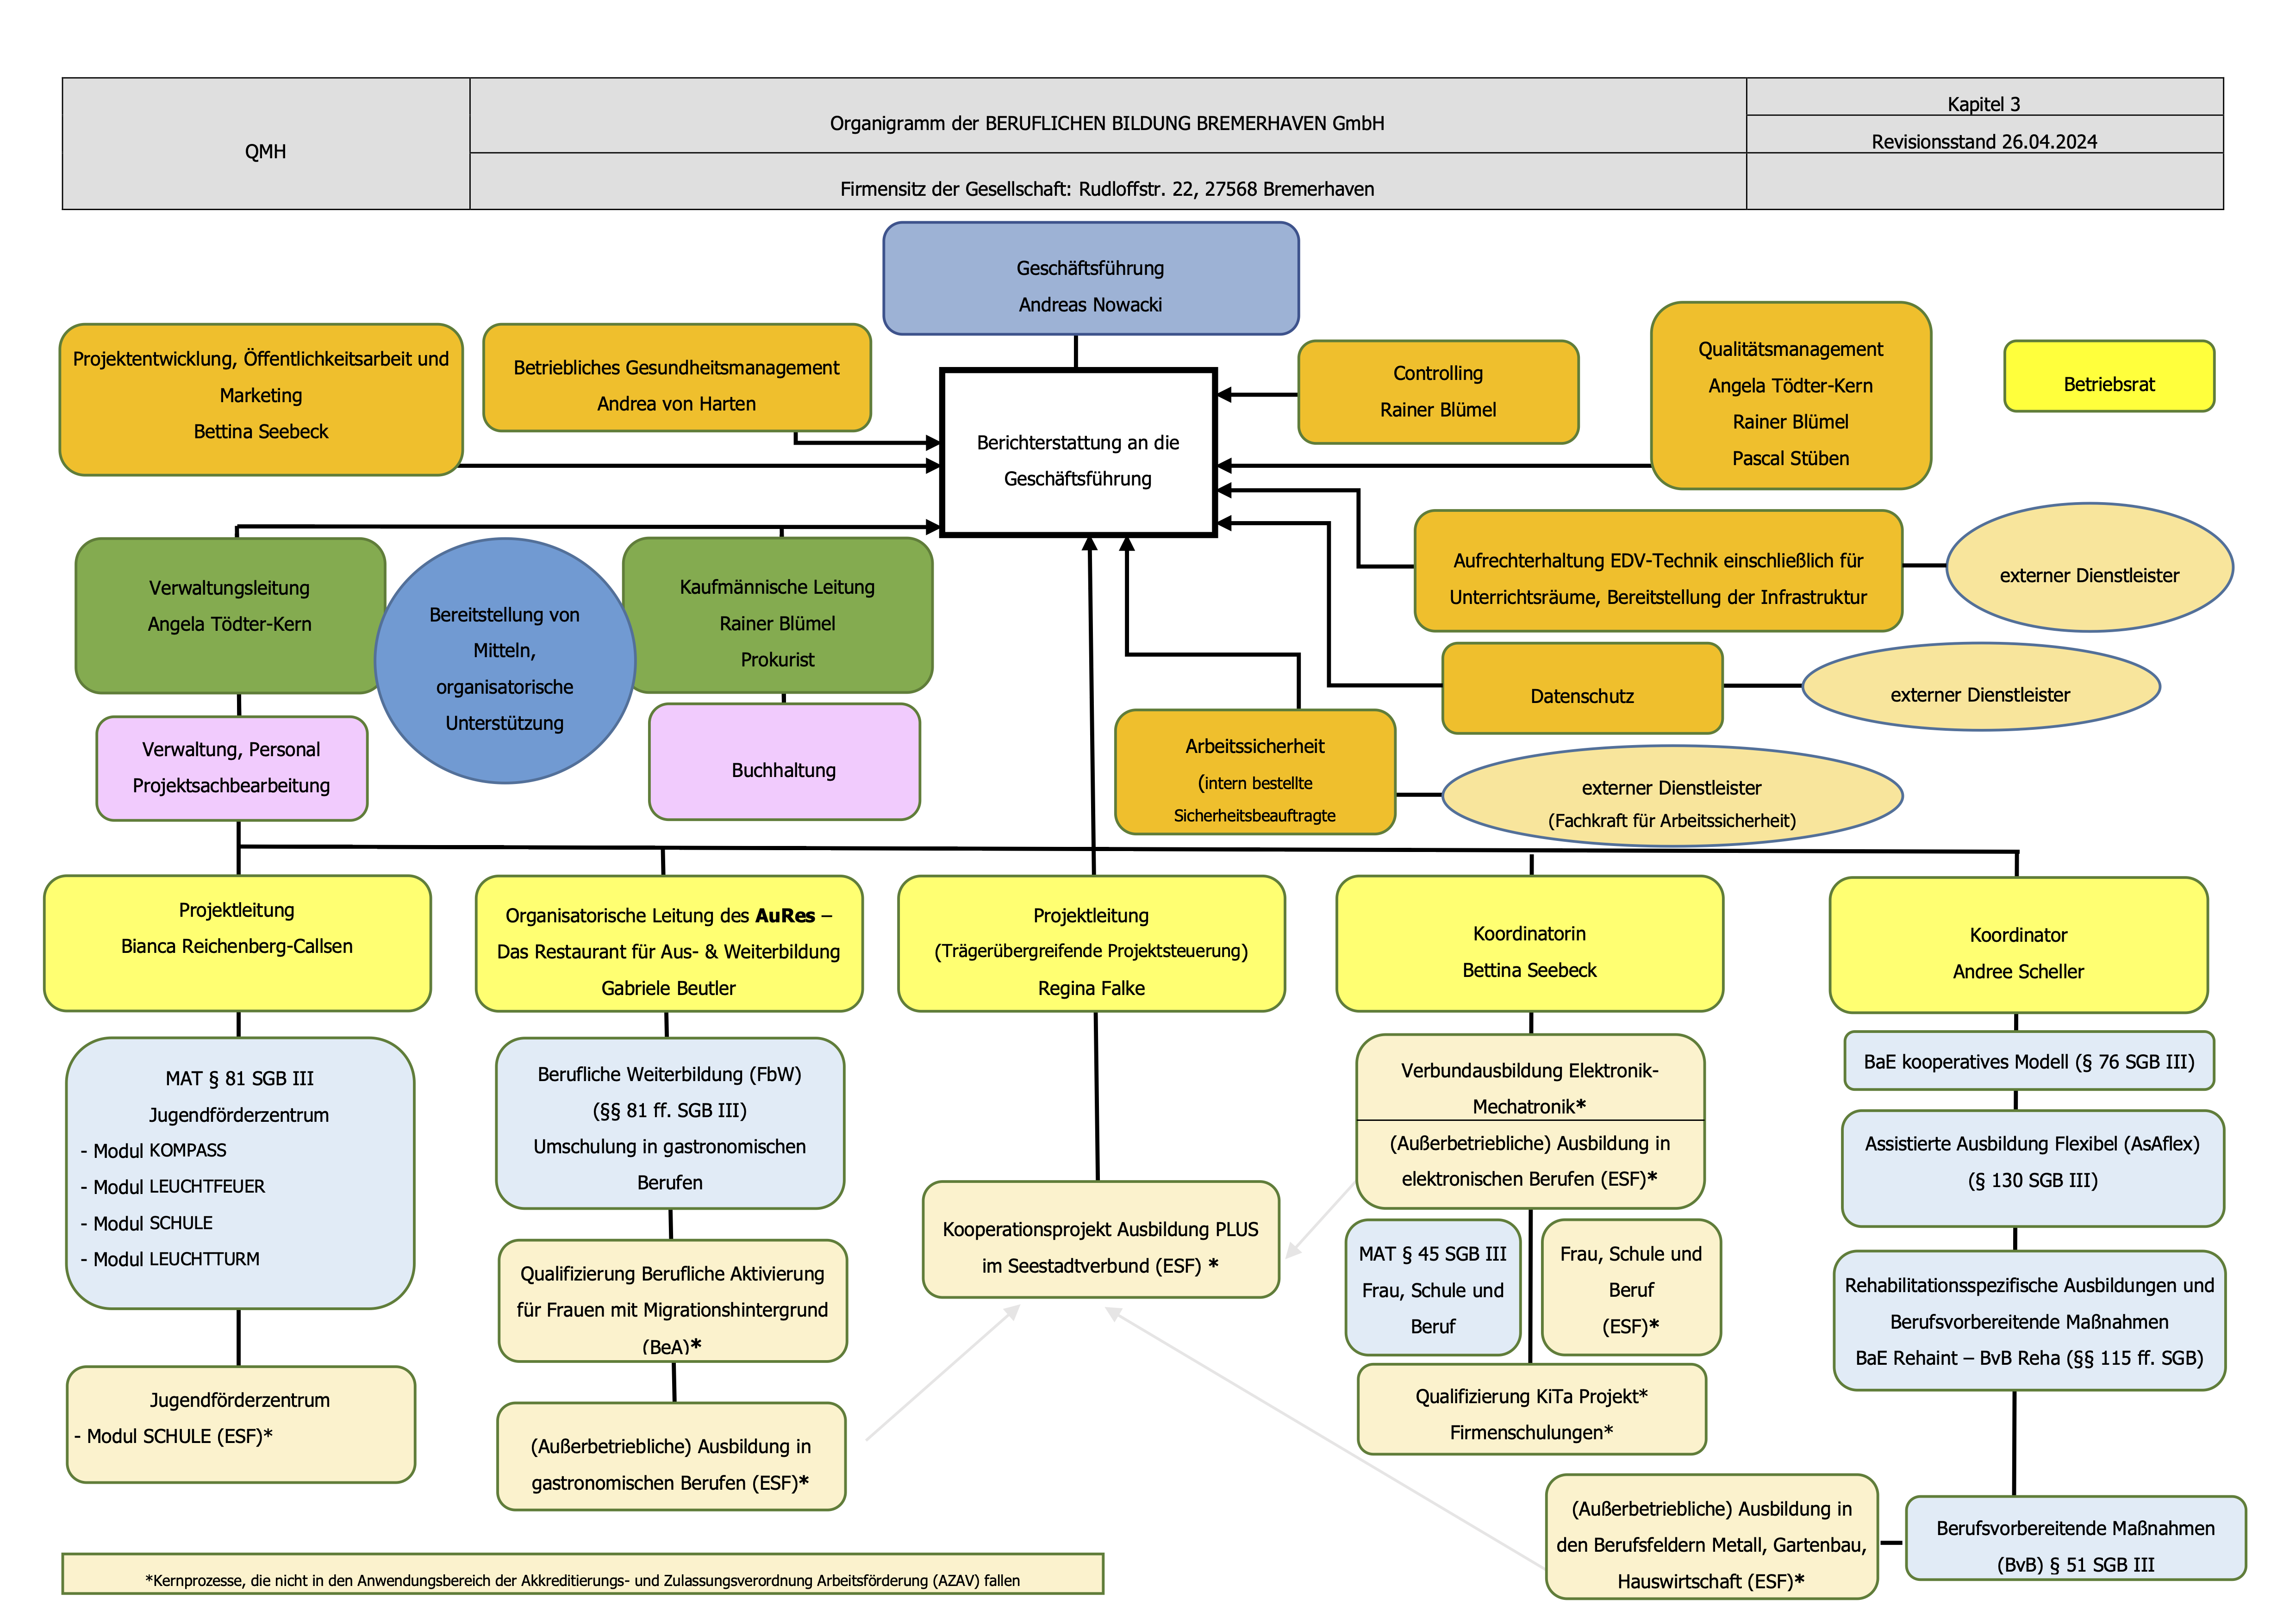 QMH
Organigramm der BERUFLICHEN BILDUNG BREMERHAVEN GmbH
Kapitel 3
Revisionsstand 26.04.2024
Firmensitz der Gesellschaft: Rudloffstr. 22, 27568 Bremerhaven
Geschäftsführung
Andreas Nowacki
Projektentwicklung, Öffentlichkeitsarbeit und
Marketing
Bettina Seebeck
Betriebliches Gesundheitsmanagement
Andrea von Harten
Berichterstattung an die
Geschäftsführung
Controlling
Rainer Blümel
Qualitätsmanagement
Angela Tödter-Kern
Rainer Blümel
Pascal Stüben
Betriebsrat
Verwaltungsleitung
Angela Tödter-Kern
Bereitstellung von
Mitteln,
organisatorische
Unterstützung
Kaufmännische Leitung
Rainer Blümel
Prokurist
Aufrechterhaltung EDV-Technik einschließlich für
Unterrichtsräume, Bereitstellung der Infrastruktur
externer Dienstleister
Datenschutz
externer Dienstleister
Verwaltung, Personal
Projektsachbearbeitung
Buchhaltung
Arbeitssicherheit
(intern bestellte
Sicherheitsbeauftragte
externer Dienstleister
(Fachkraft für Arbeitssicherheit)
Projektleitung
Bianca Reichenberg-Callsen
Organisatorische Leitung des AuRes –
Das Restaurant für Aus- & Weiterbildung
Gabriele Beutler
Projektleitung
(Trägerübergreifende Projektsteuerung)
Regina Falke
Koordinatorin
Bettina Seebeck
Koordinator
Andree Scheller
MAT § 81 SGB III
Jugendförderzentrum
- Modul KOMPASS
- Modul LEUCHTFEUER
- Modul SCHULE
- Modul LEUCHTTURM
Jugendförderzentrum
- Modul SCHULE (ESF)*
Berufliche Weiterbildung (FbW)
(§§ 81 ff. SGB III)
Umschulung in gastronomischen
Berufen
Qualifizierung Berufliche Aktivierung
für Frauen mit Migrationshintergrund
(BeA)*
(Außerbetriebliche) Ausbildung in
gastronomischen Berufen (ESF)*
Kooperationsprojekt Ausbildung PLUS
im Seestadtverbund (ESF) *
Verbundausbildung Elektronik-
Mechatronik*
(Außerbetriebliche) Ausbildung in
elektronischen Berufen (ESF)*
MAT § 45 SGB III
Frau, Schule und
Beruf
Frau, Schule und
Beruf
(ESF)*
Qualifizierung KiTa Projekt*
Firmenschulungen*
BaE kooperatives Modell (§ 76 SGB III)
Assistierte Ausbildung Flexibel (AsAflex)
(§ 130 SGB III)
Rehabilitationsspezifische Ausbildungen und
Berufsvorbereitende Maßnahmen
BaE Rehaint – BvB Reha (§§ 115 ff. SGB)
(Außerbetriebliche) Ausbildung in
den Berufsfeldern Metall, Gartenbau,
Hauswirtschaft (ESF)*
Berufsvorbereitende Maßnahmen
(BvB) § 51 SGB III
*Kernprozesse, die nicht in den Anwendungsbereich der Akkreditierungs- und Zulassungsverordnung Arbeitsförderung (AZAV) fallen